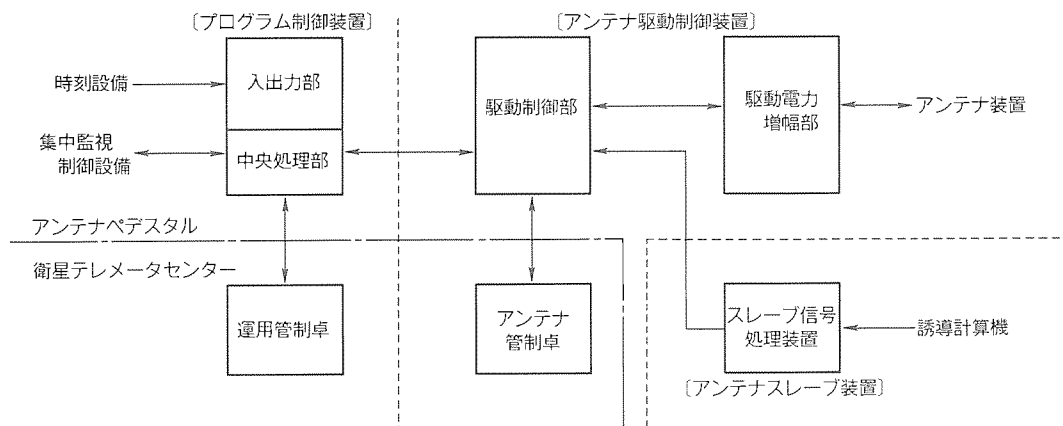 〔プログラム制御装置〕
〔アンテナ駆動制御装置〕
時刻設備
入出力部
駆動制御部
駆動電力
増幅部
アンテナ装置
集中監視
制御設備
中央処理部
アンテナペデスタル
衛星テレメータセンター
運用管制卓
アンテナ
管制卓
スレーブ信号
処理装置
誘導計算機
〔アンテナスレーブ装置〕